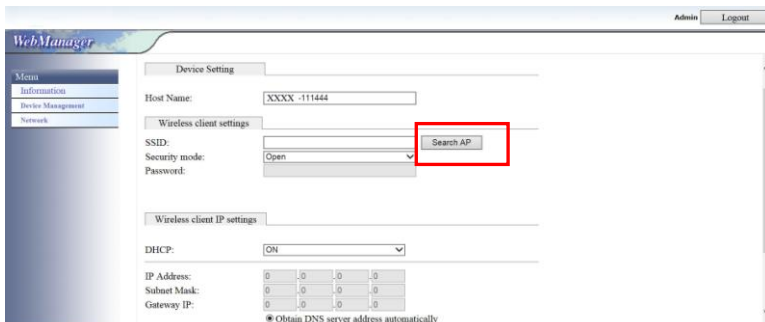 Admin Logout
WebManager
Device Setting
Menu
Information
Device Management
Network
Host Name: XXXX -111444
Wireless client settings
SSID: Search AP
Security mode: Open
Password:
Wireless client IP settings
DHCP: ON
IP Address: 0 .0 .0 .0
Subnet Mask: 0 .0 .0 .0
Gateway IP: 0 .0 .0 .0
Obtain DNS server address automatically